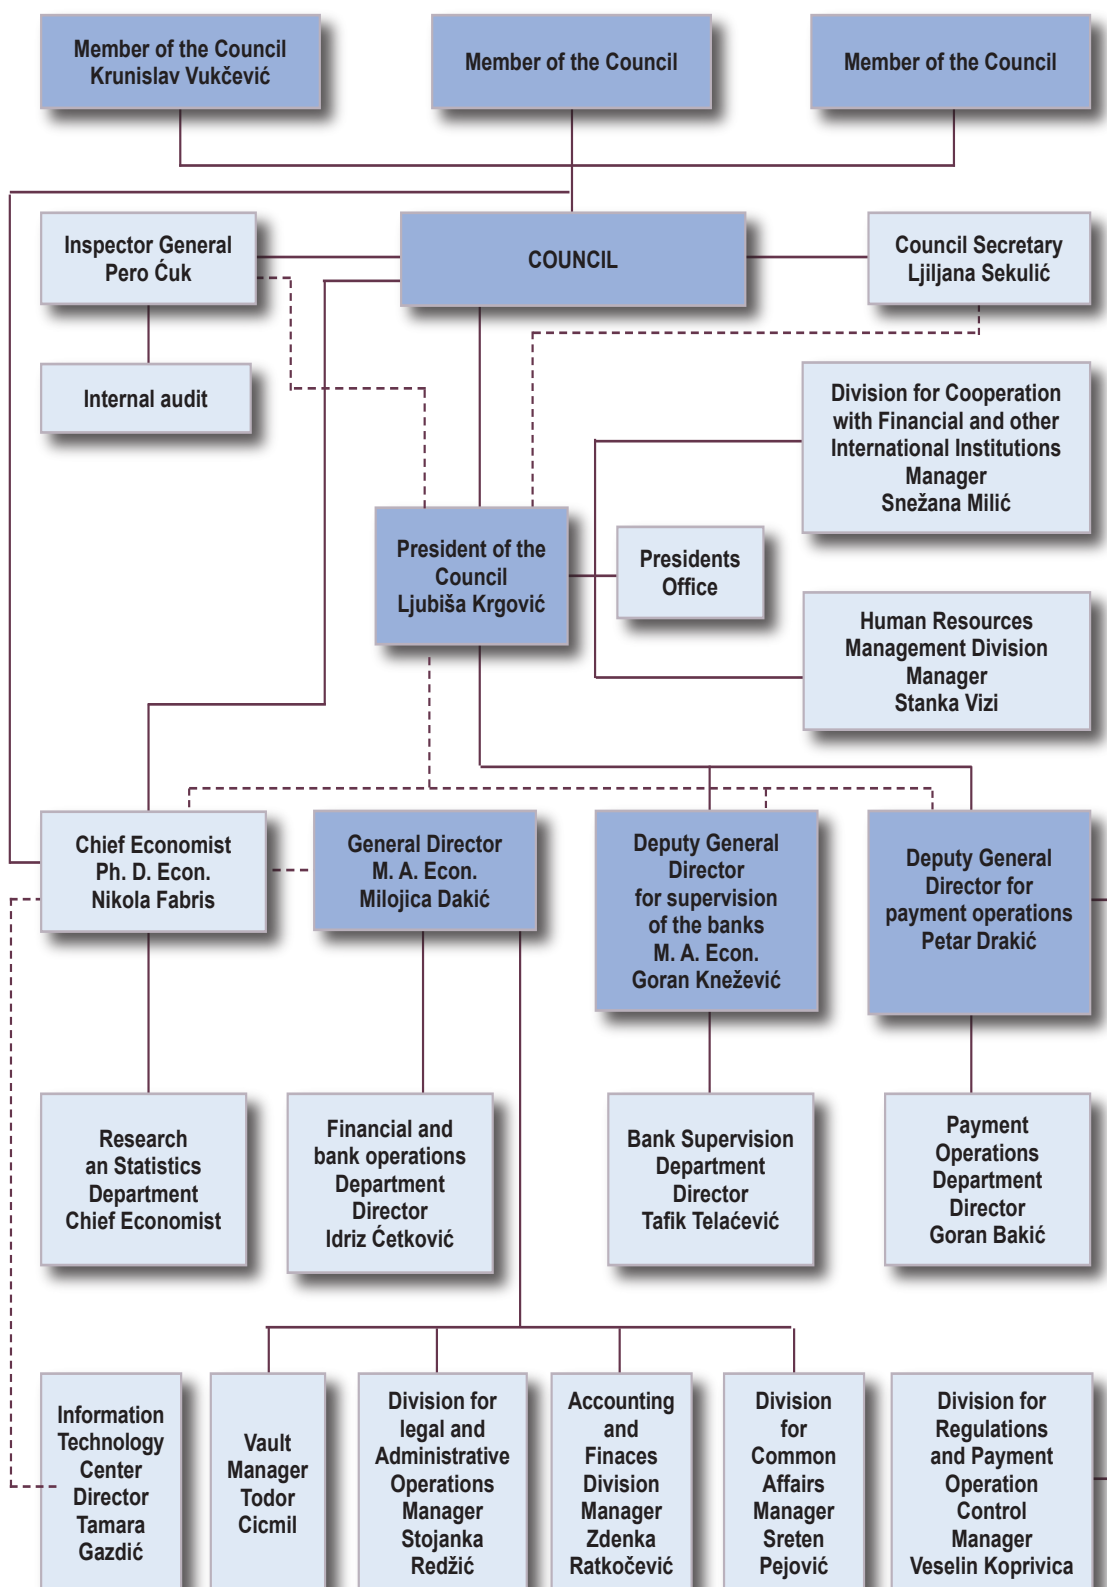 Member of the Council
Krunislav Vukčević
Member of the Council
Member of the Council
Inspector General
Pero Ćuk
COUNCIL
Council Secretary
Ljiljana Sekulić
Internal audit
Division for Cooperation
with Financial and other
International Institutions
Manager
Snežana Milić
President of the
Council
Ljubiša Krgović
Presidents
Office
Human Resources
Management Division
Manager
Stanka Vizi
Chief Economist
Ph. D. Econ.
Nikola Fabris
General Director
M. A. Econ.
Milojica Dakić
Deputy General
Director
for supervision
of the banks
M. A. Econ.
Goran Knežević
Deputy General
Director for
payment operations
Petar Drakić
Research
an Statistics
Department
Chief Economist
Financial and
bank operations
Department
Director
Idriz Ćetković
Bank Supervision
Department
Director
Tafik Telaćević
Payment
Operations
Department
Director
Goran Bakić
Information
Technology
Center
Director
Tamara
Gazdić
Vault
Manager
Todor
Cicmil
Division for
legal and
Administrative
Operations
Manager
Stojanka
Redžić
Accounting
and
Finaces
Division
Manager
Zdenka
Ratkočević
Division
for
Common
Affairs
Manager
Sreten
Pejović
Division for
Regulations
and Payment
Operation
Control
Manager
Veselin Koprivica